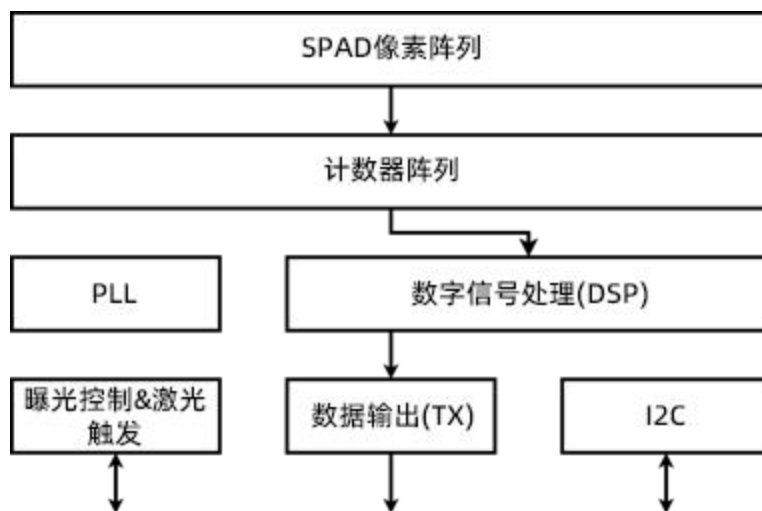 SPAD像素阵列
计数器阵列
PLL
数字信号处理(DSP)
曝光控制&激光
触发
数据输出(TX)
I2C